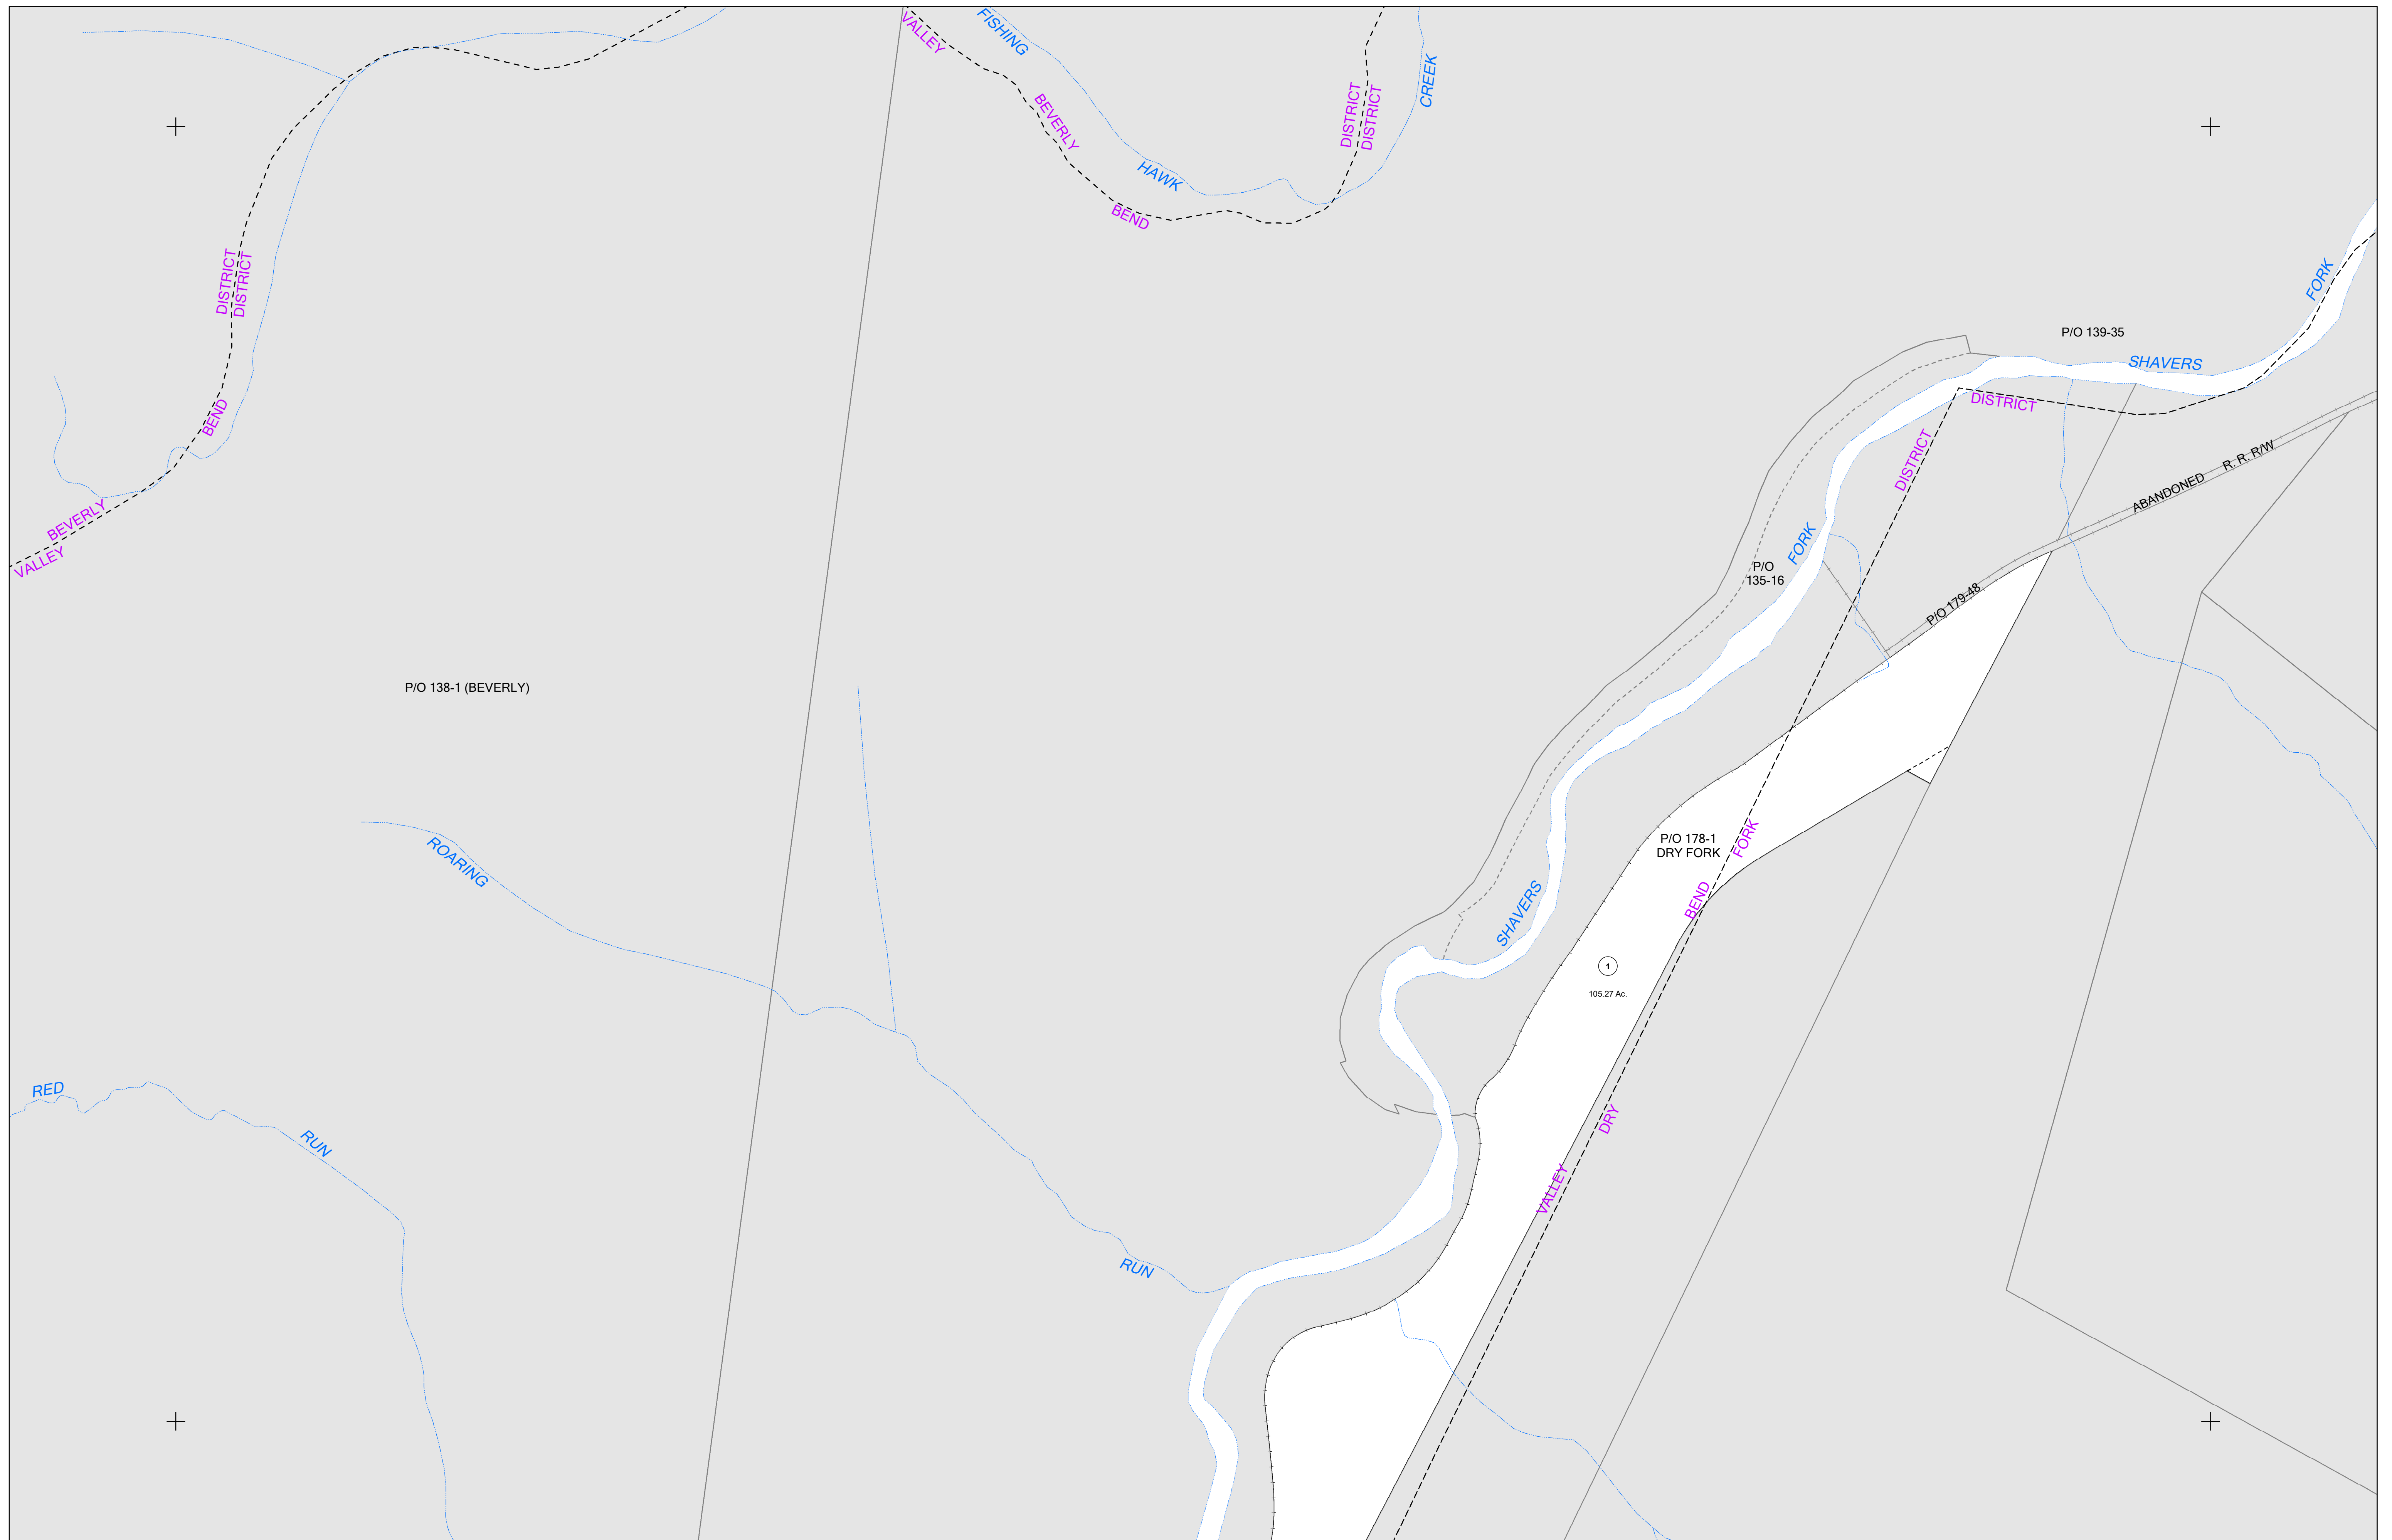 VALLEY
FISHING
BEVERLY
HAWK
BEND
DISTRICT
DISTRICT
CREEK
DISTRICT
DISTRICT
BEND
BEVERLY
VALLEY
FORK
P/O 139-35
SHAVERS
DISTRICT
DISTRICT
R. R. R/W
ABANDONED
FORK
P/O
135-16
P/O 179-48
P/O 138-1 (BEVERLY)
ROARING
P/O 178-1
DRY FORK
FORK
BEND
SHAVERS
1
105.27 Ac.
RED
RUN
DRY
VALLEY
RUN